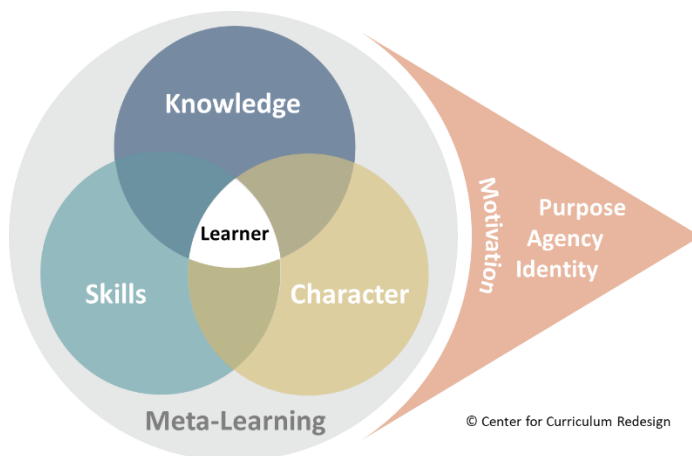 Knowledge
Learner
Skills
Character
Meta-Learning
Motivation
Purpose
Agency
Identity
© Center for Curriculum Redesign